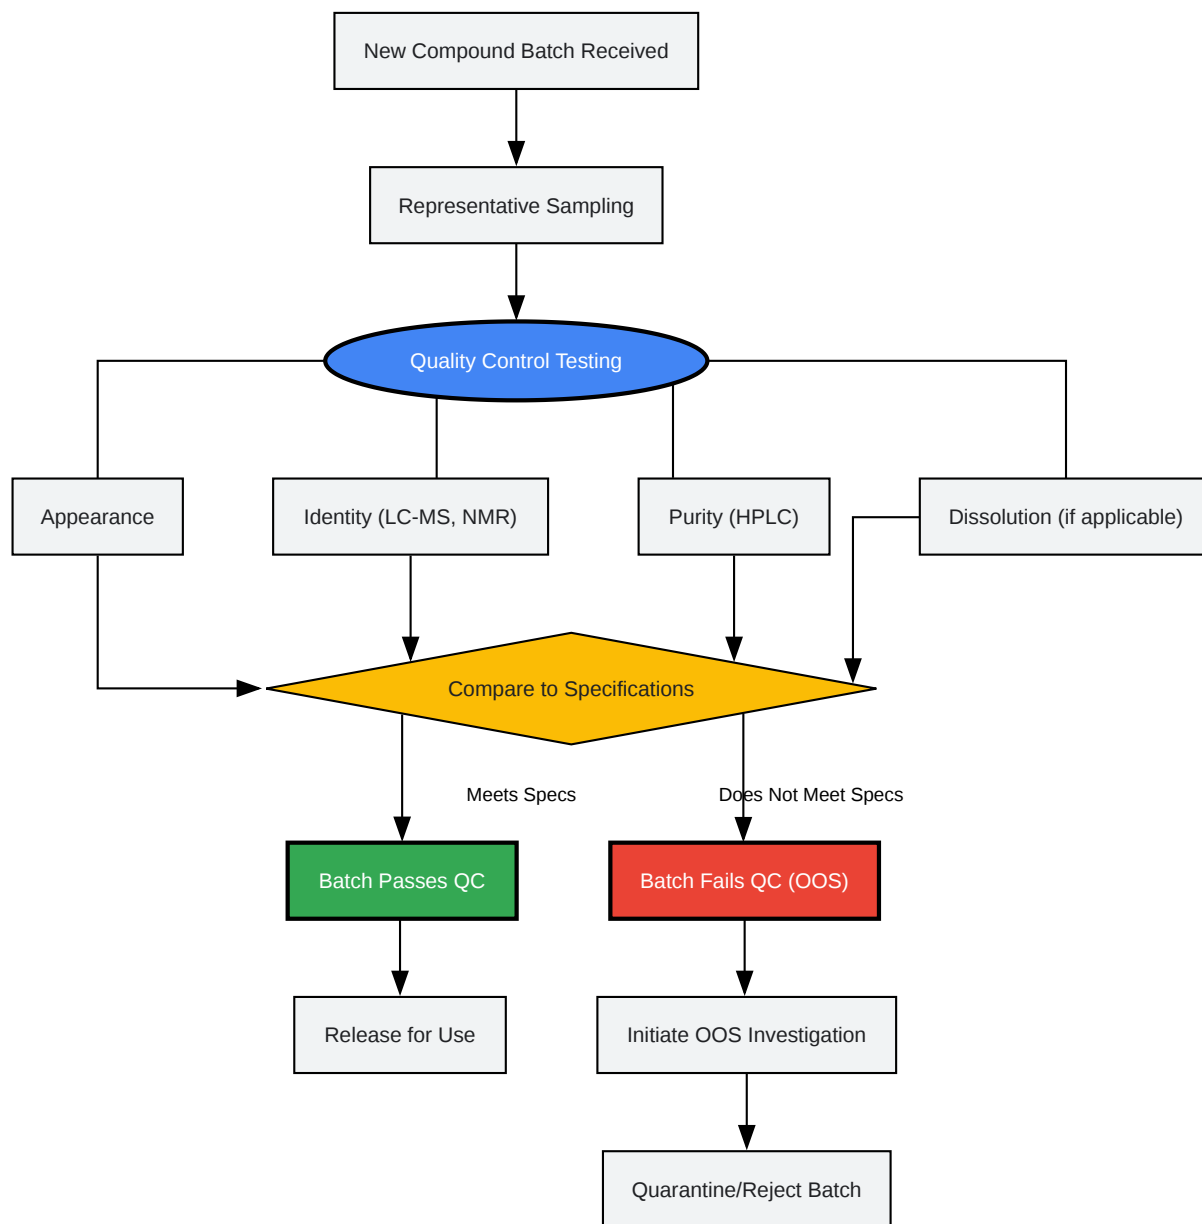 New Compound Batch Received
Representative Sampling
Quality Control Testing
Appearance
Identity (LC-MS, NMR)
Purity (HPLC)
Dissolution (if applicable)
Compare to Specifications
Meets Specs
Does Not Meet Specs
Batch Passes QC
Batch Fails QC (OOS)
Release for Use
Initiate OOS Investigation
Quarantine/Reject Batch